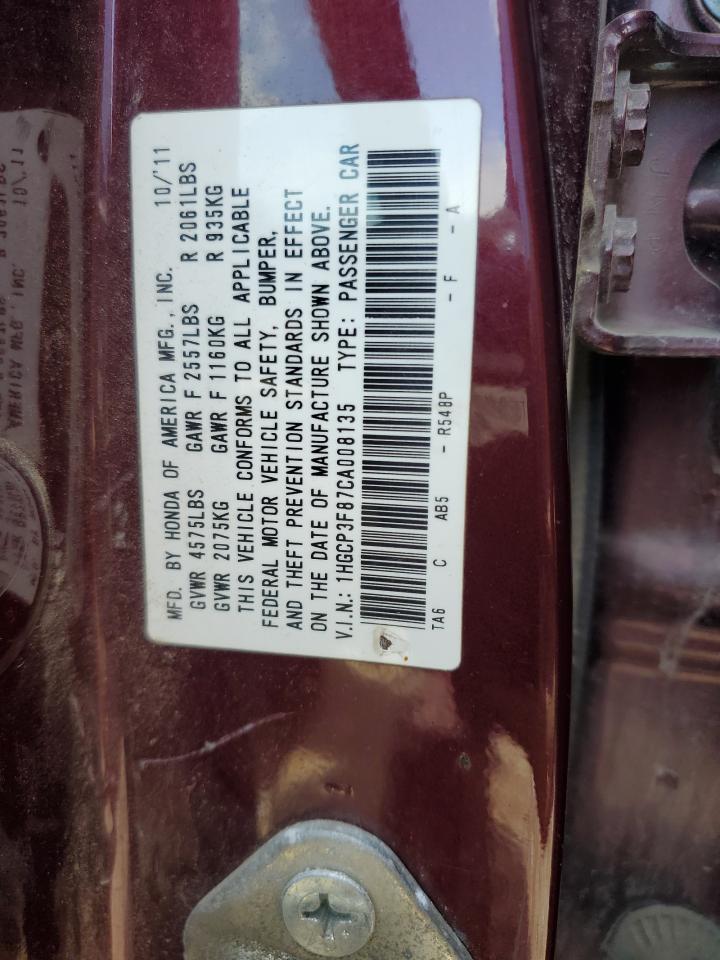 MFD. BY HONDA OF AMERICA MFG., INC. 10/'11
GVWR 4575LBS GAWR F 2557LBS R 2061LBS
GVWR 2075KG GAWR F 1160KG R 935KG
THIS VEHICLE CONFORMS TO ALL APPLICABLE
FEDERAL MOTOR VEHICLE SAFETY, BUMPER,
AND THEFT PREVENTION STANDARDS IN EFFECT
ON THE DATE OF MANUFACTURE SHOWN ABOVE.
V.I.N.: 1HGCP3F87CA008135 TYPE: PASSENGER CAR
TA6 C AB5 - R548P - F - A